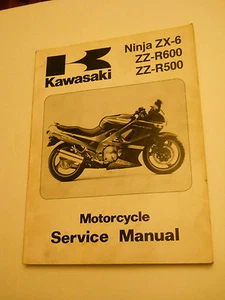 Ninja ZX-6
ZZ-R600
ZZ-R500
Kawasaki
Motorcycle
Service Manual